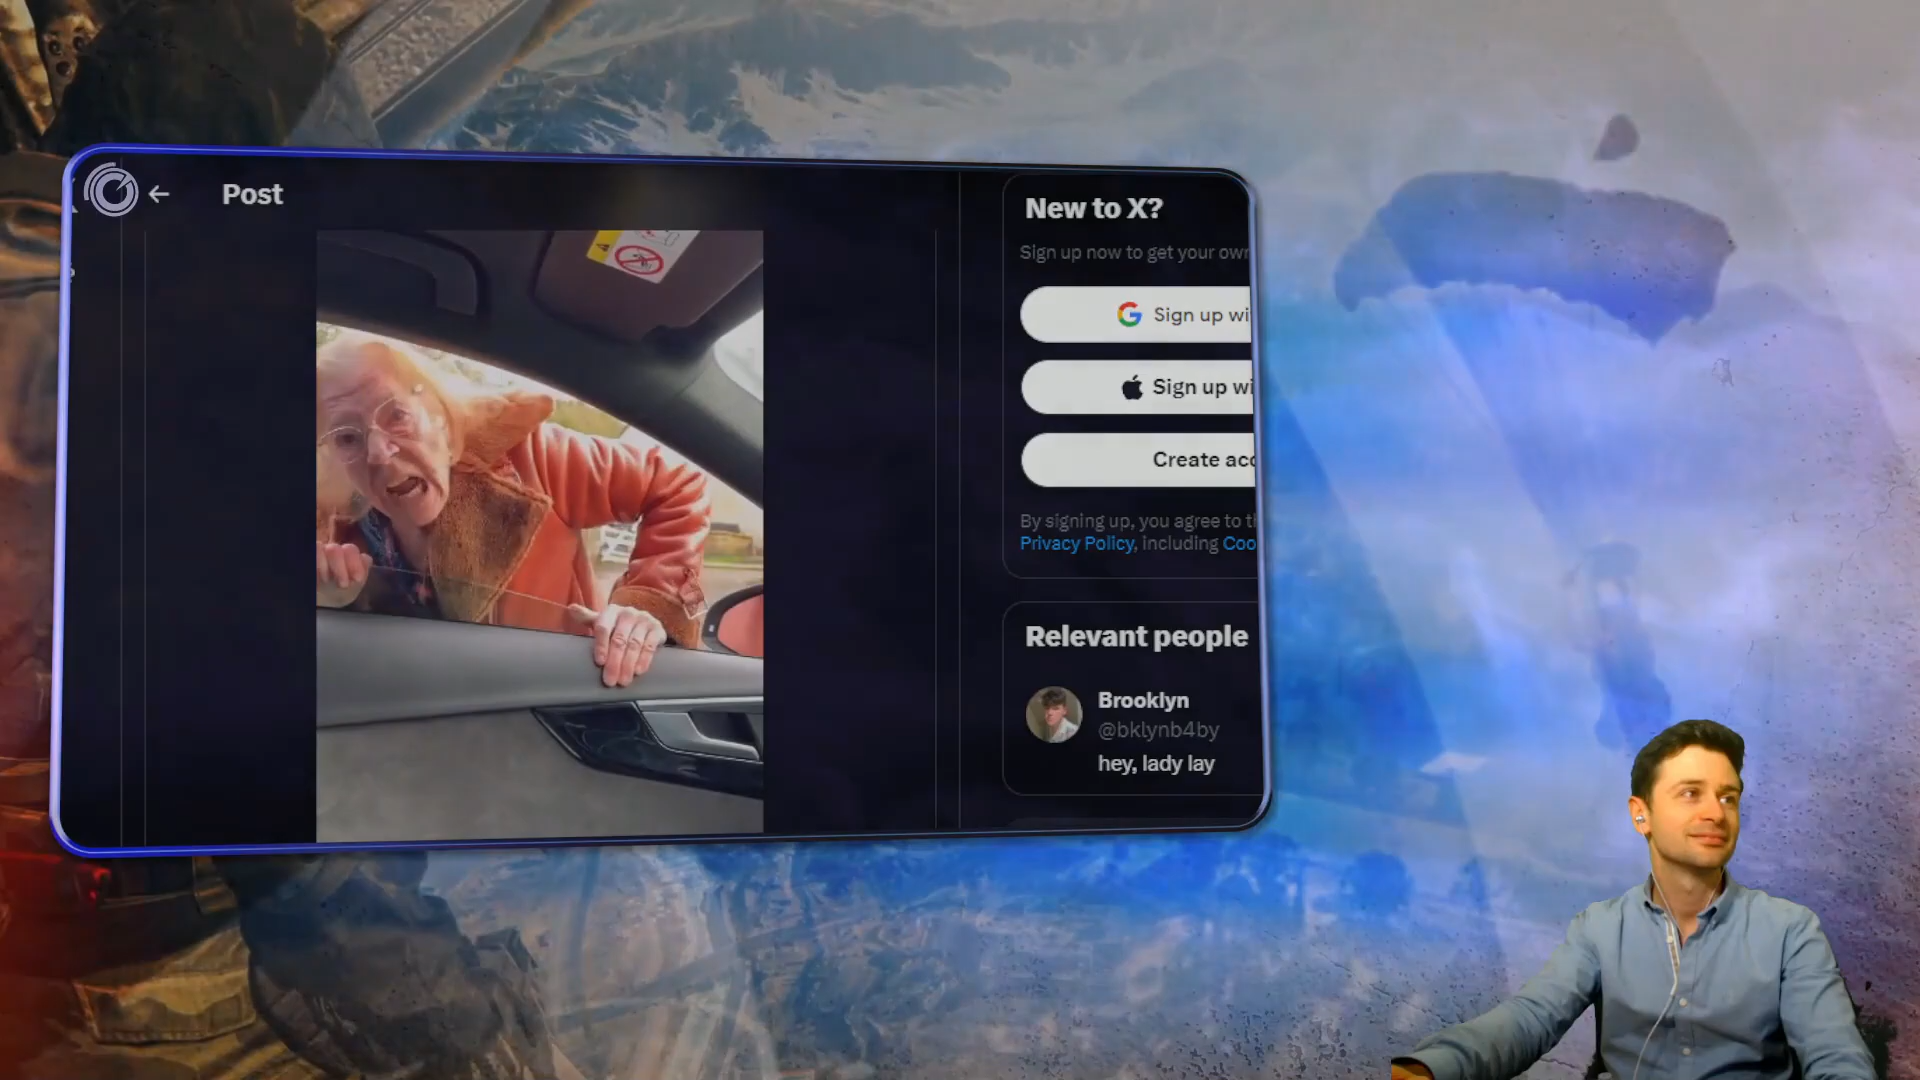 Post
New to X?
Sign up now to get your own
Sign up wi
Sign up wi
Create acc
By signing up, you agree to th
Privacy Policy, including Coo
Relevant people
Brooklyn
@bklynb4by
hey, lady lay